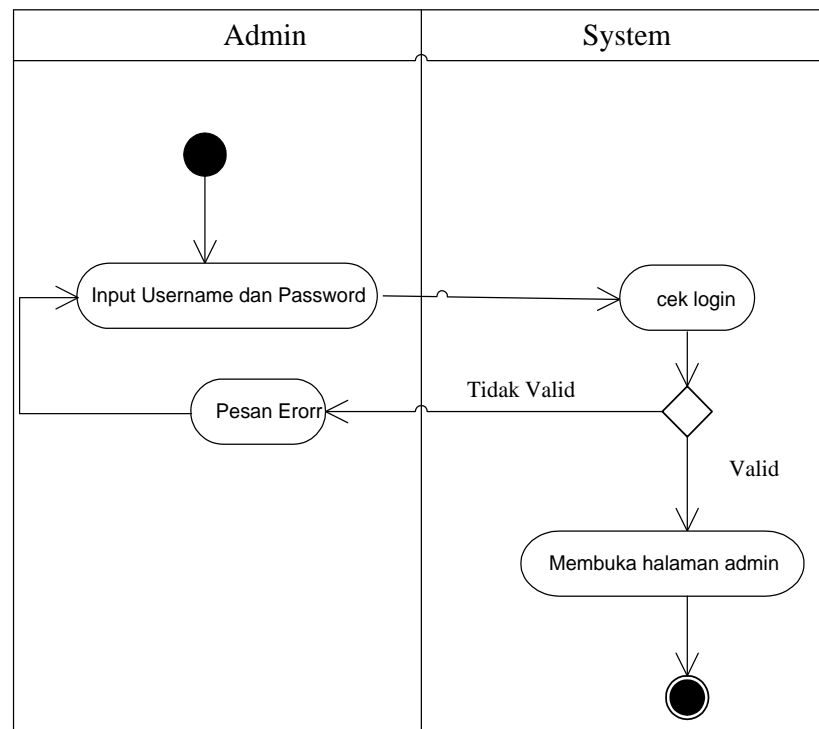 Admin
System
Input Username dan Password
cek login
Tidak Valid
Pesan Erorr
Valid
Membuka halaman admin